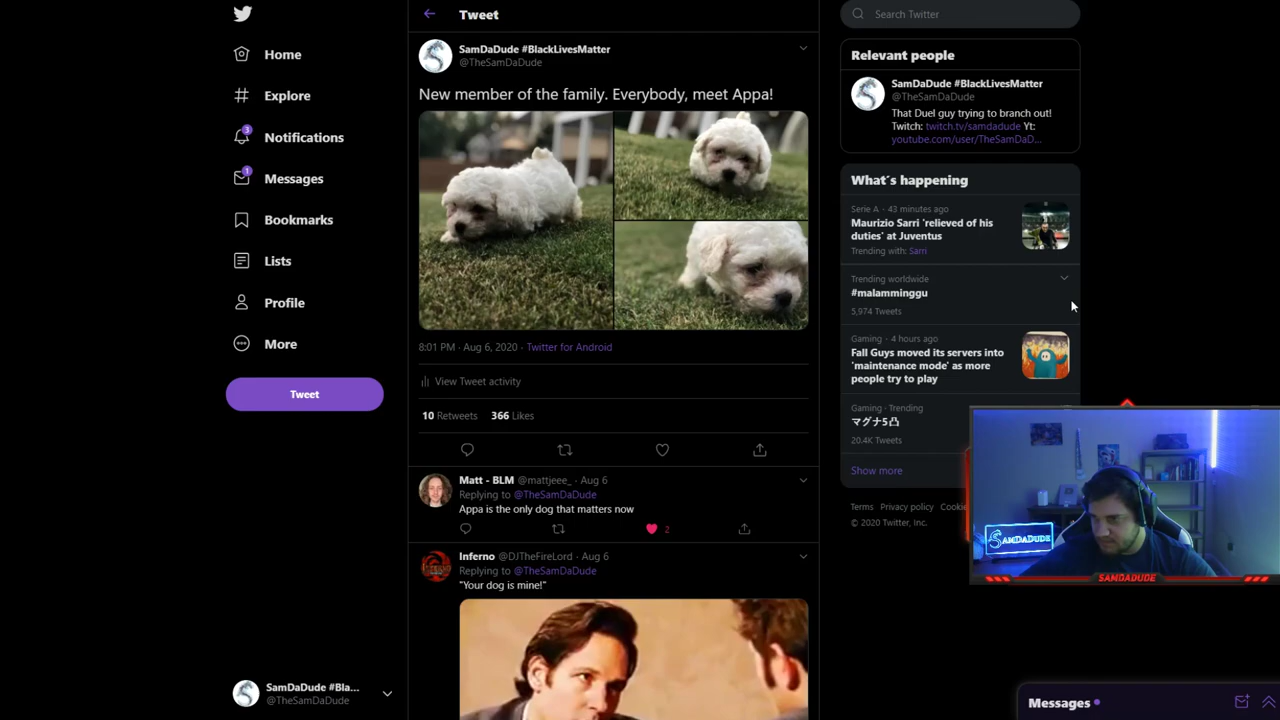 Home
Explore
3
Notifications
1
Messages
Bookmarks
Lists
Profile
More
Tweet
SamDaDude #Bla...
@TheSamDaDude
Tweet
SamDaDude #BlackLivesMatter
@TheSamDaDude
New member of the family. Everybody, meet Appa!
8:01 PM · Aug 6, 2020 · Twitter for Android
View Tweet activity
10 Retweets 366 Likes
Matt - BLM @mattjeee_ · Aug 6
Replying to @TheSamDaDude
Appa is the only dog that matters now
2
Inferno @DJTheFireLord · Aug 6
Replying to @TheSamDaDude
"Your dog is mine!"
Search Twitter
Relevant people
SamDaDude #BlackLivesMatter
@TheSamDaDude
That Duel guy trying to branch out!
Twitch: twitch.tv/samdadude Yt:
youtube.com/user/TheSamDaD...
What's happening
Serie A · 43 minutes ago
Maurizio Sarri 'relieved of his
duties' at Juventus
Trending with: Sarri
Trending worldwide
#malamminggu
5,974 Tweets
Gaming · 4 hours ago
Fall Guys moved its servers into
'maintenance mode' as more
people try to play
Gaming · Trending
マグナ5凸
20.4K Tweets
Show more
Terms Privacy policy Cookie
© 2020 Twitter, Inc.
SAMDADUDE
SAMDADUDE
Messages